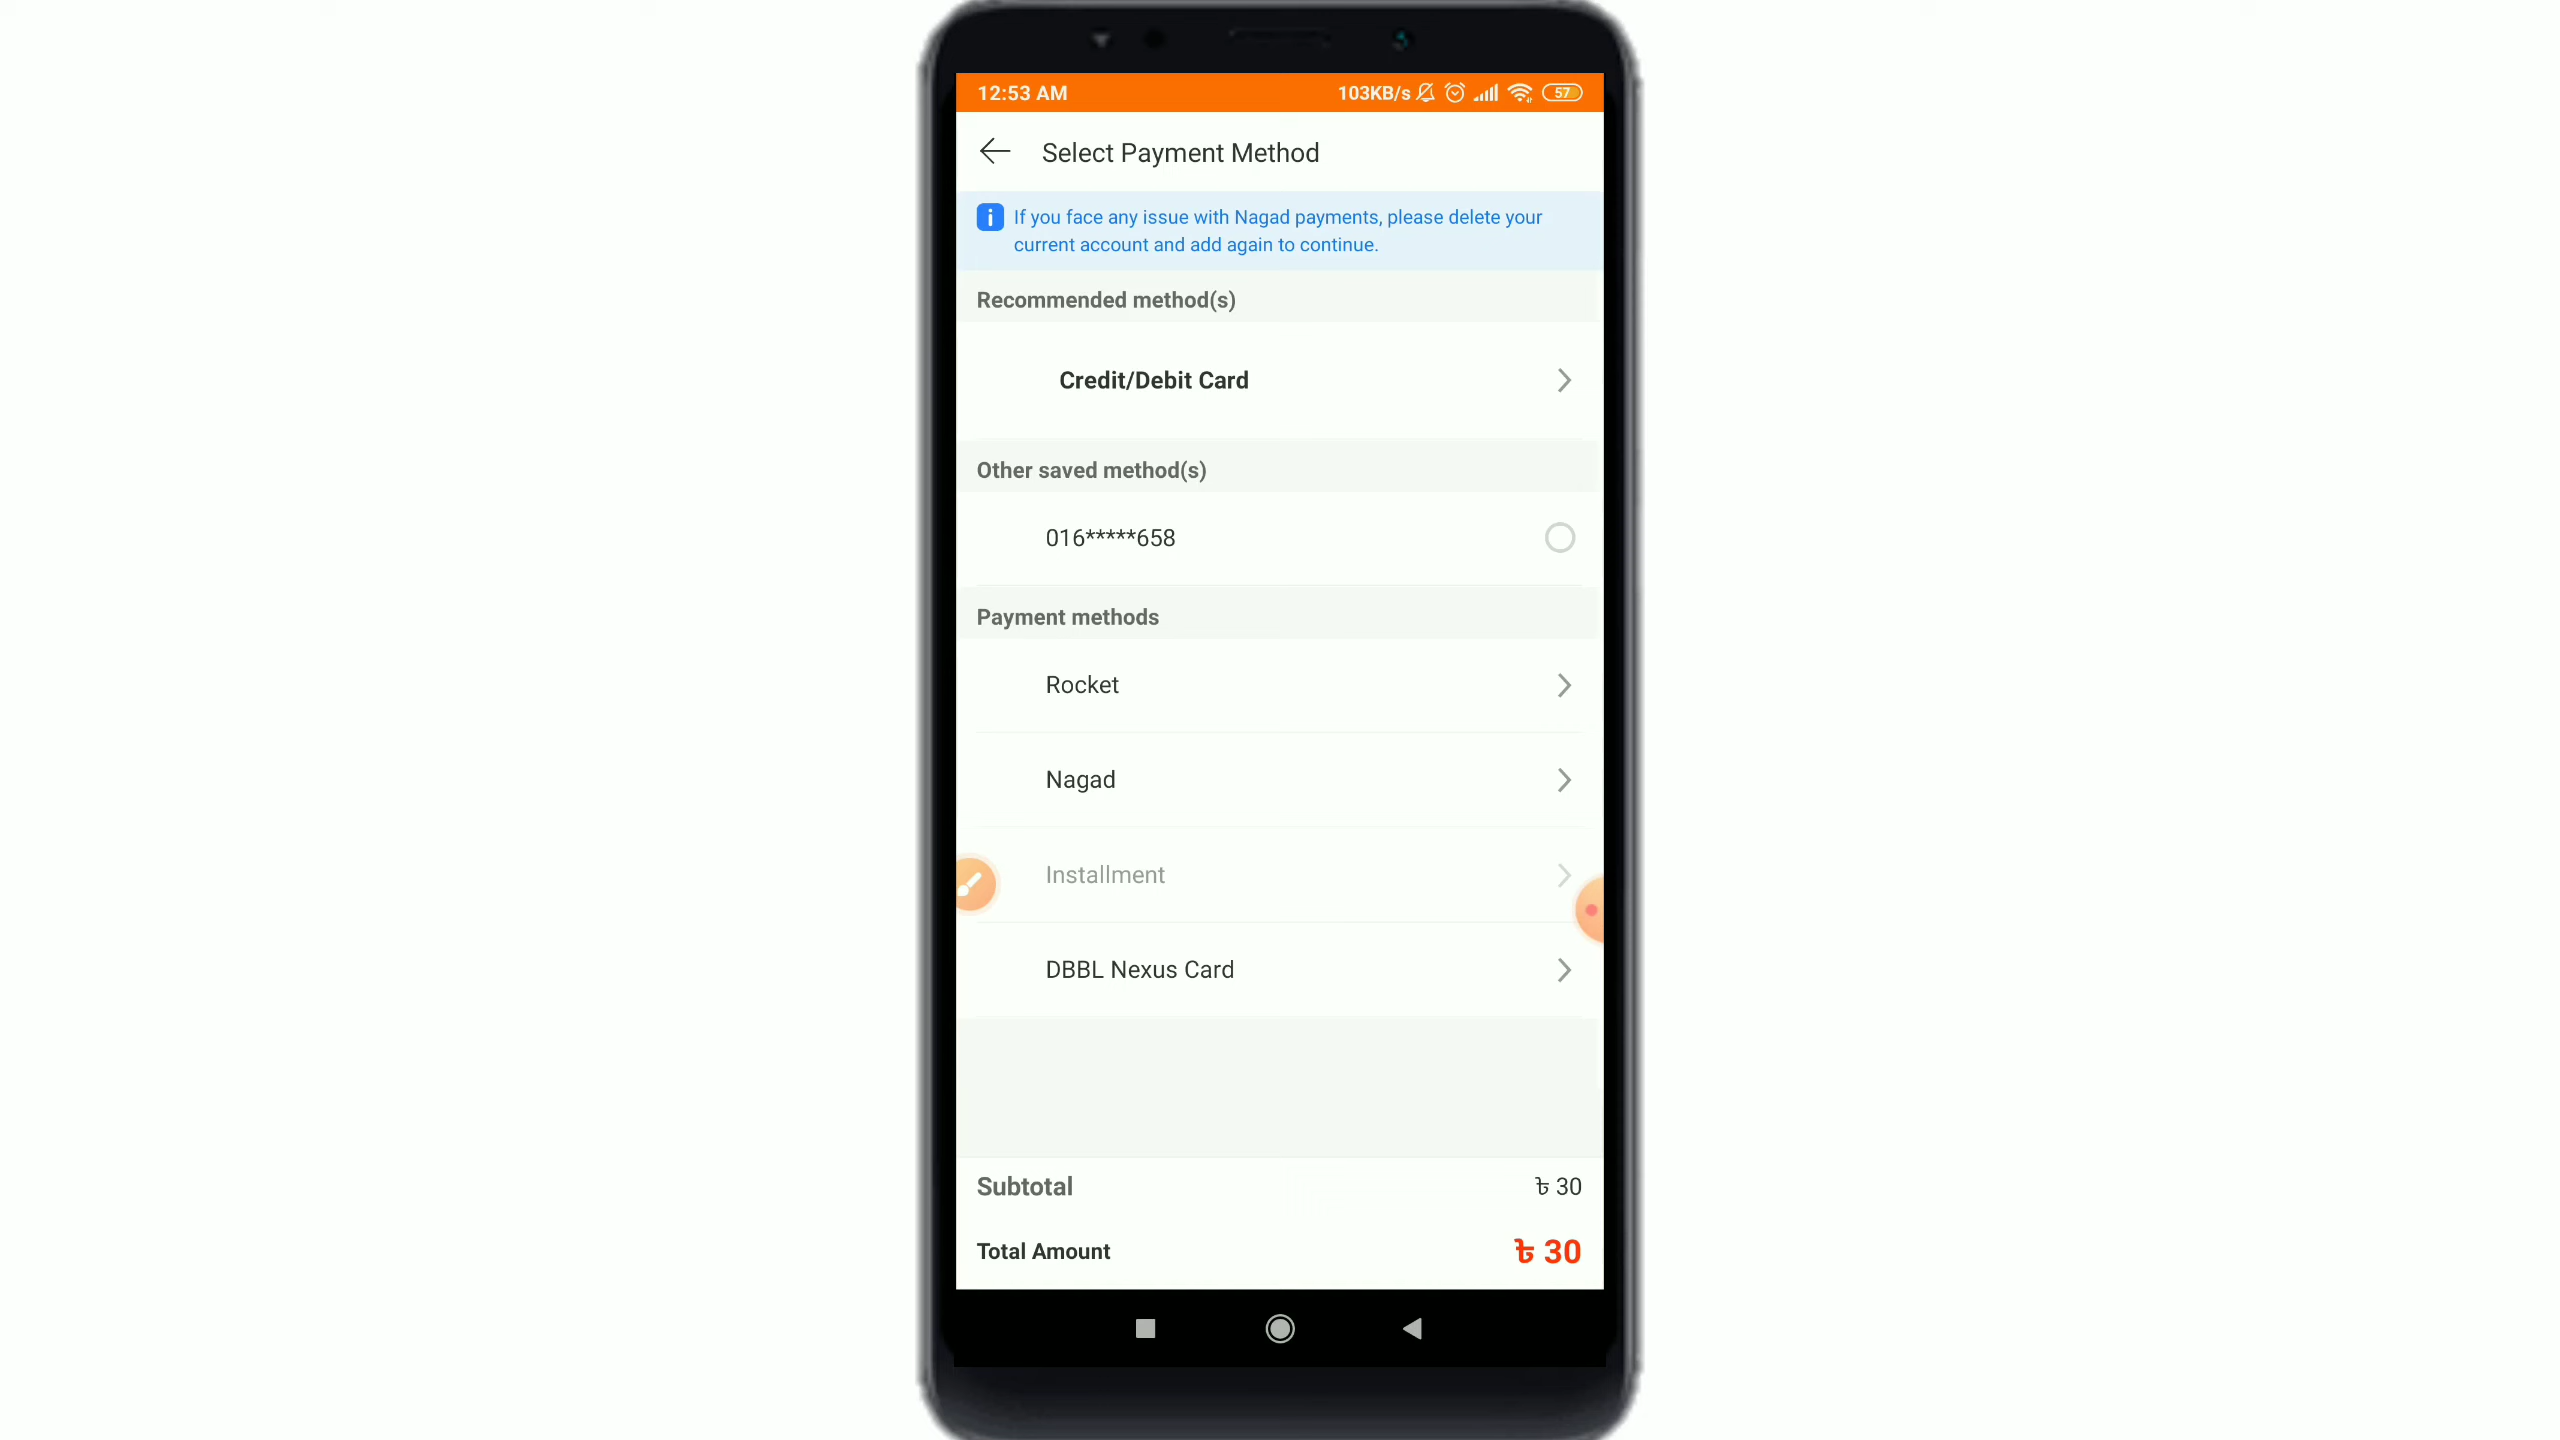 12:53 AM 103KB/s 57
Select Payment Method
If you face any issue with Nagad payments, please delete your
current account and add again to continue.
Recommended method(s)
Credit/Debit Card
Other saved method(s)
016*****658
Payment methods
Rocket
Nagad
Installment
DBBL Nexus Card
Subtotal ৳ 30
Total Amount ৳ 30